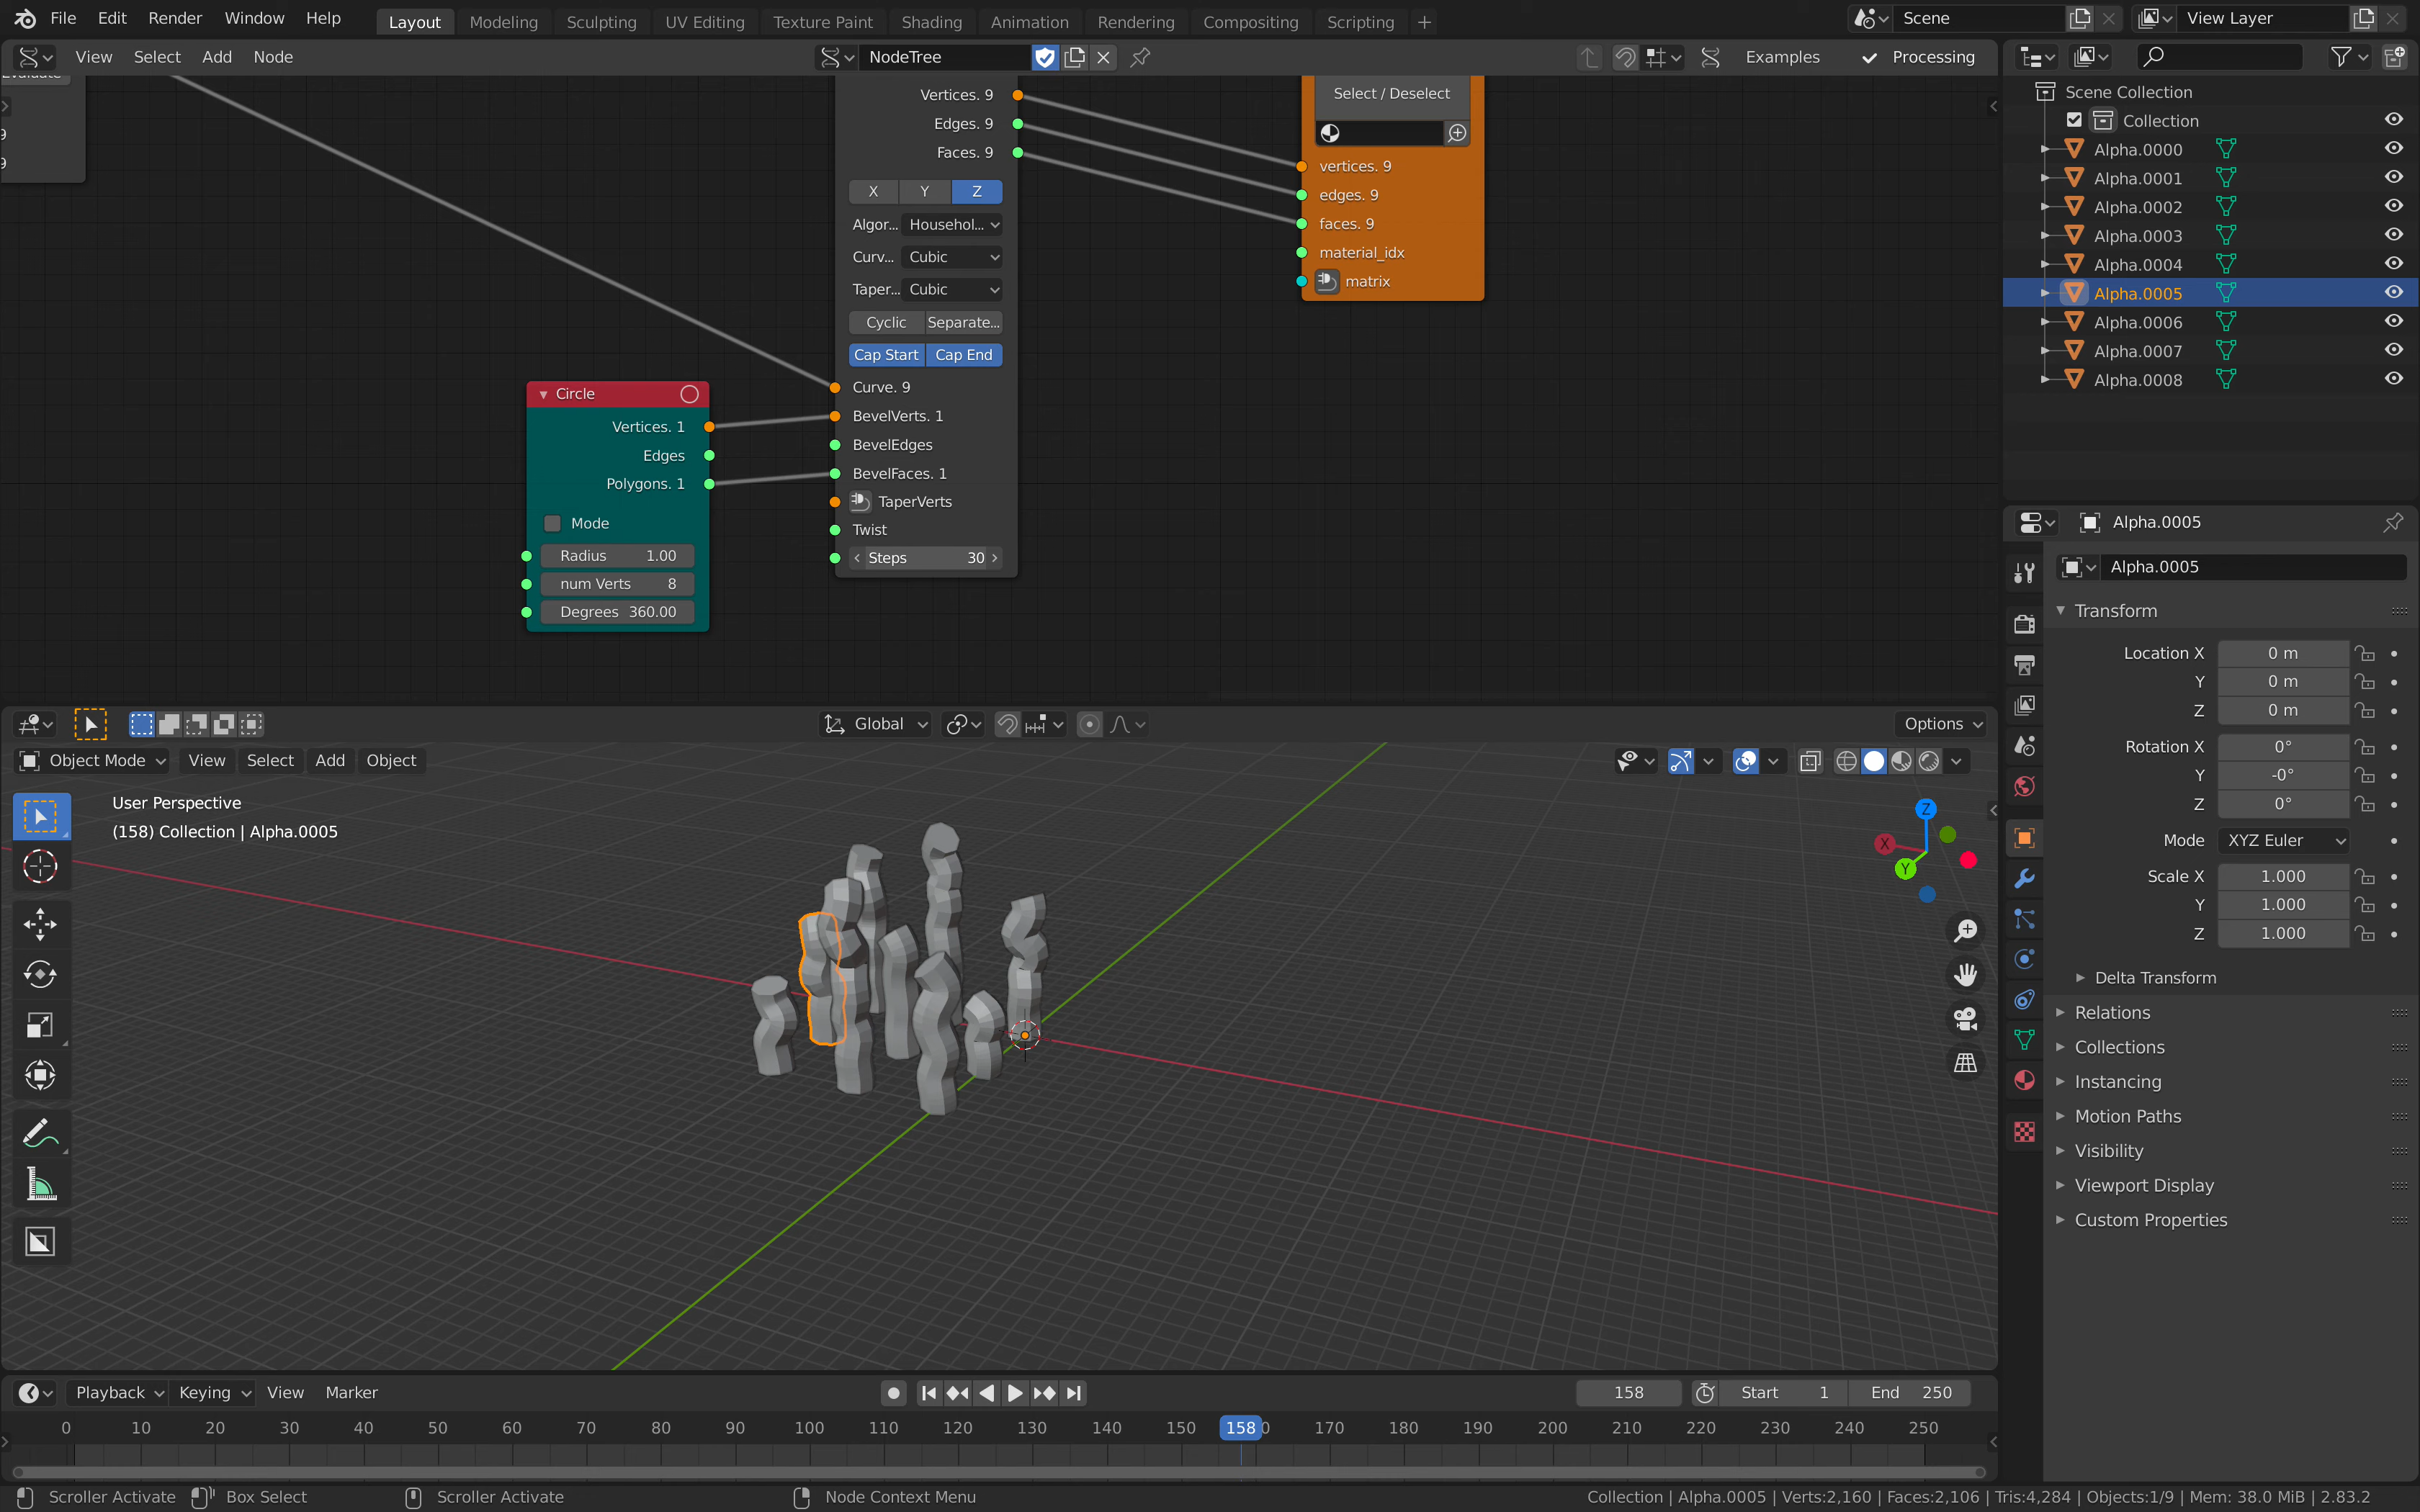 File Edit Render Window Help Layout Modeling Sculpting UV Editing Texture Paint Shading Animation Rendering Compositing Scripting + Scene View Layer
View Select Add Node NodeTree Examples Processing
Evaluate
9
9
Vertices. 9
Edges. 9
Faces. 9
X Y Z
Algor... Househol...
Curv... Cubic
Taper... Cubic
Cyclic Separate...
Cap Start Cap End
Curve. 9
BevelVerts. 1
BevelEdges
BevelFaces. 1
TaperVerts
Twist
Steps 30
Select / Deselect
vertices. 9
edges. 9
faces. 9
material_idx
matrix
Circle
Vertices. 1
Edges
Polygons. 1
Mode
Radius 1.00
num Verts 8
Degrees 360.00
Scene Collection
Collection
Alpha.0000
Alpha.0001
Alpha.0002
Alpha.0003
Alpha.0004
Alpha.0005
Alpha.0006
Alpha.0007
Alpha.0008
Alpha.0005
Alpha.0005
Transform
Location X 0 m
Y 0 m
Z 0 m
Rotation X 0°
Y -0°
Z 0°
Mode XYZ Euler
Scale X 1.000
Y 1.000
Z 1.000
Delta Transform
Relations
Collections
Instancing
Motion Paths
Visibility
Viewport Display
Custom Properties
Global Options
Object Mode View Select Add Object
User Perspective
(158) Collection | Alpha.0005
Z
X
Y
Playback Keying View Marker 158 Start 1 End 250
0 10 20 30 40 50 60 70 80 90 100 110 120 130 140 150 158 170 180 190 200 210 220 230 240 250
Scroller Activate Box Select Scroller Activate Node Context Menu Collection | Alpha.0005 | Verts:2,160 | Faces:2,106 | Tris:4,284 | Objects:1/9 | Mem: 38.0 MiB | 2.83.2